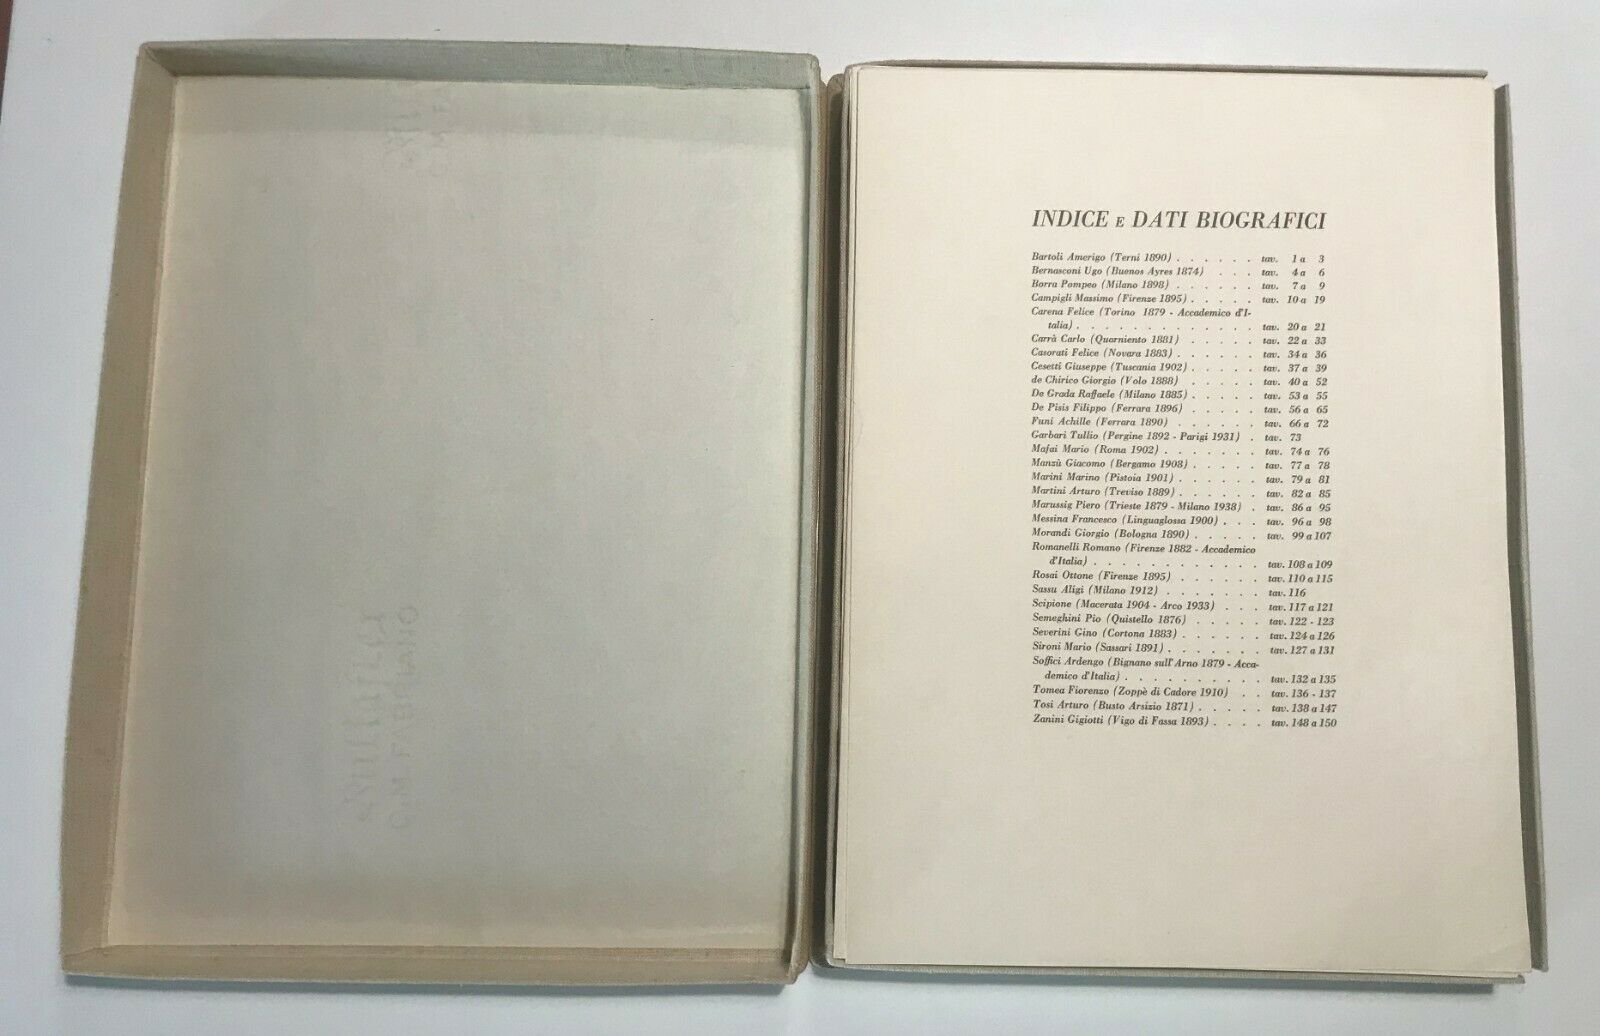 INDICE E DATI BIOGRAFICI
Bartoli Amerigo (Terni 1890) . . . . . . tav. 1 a 3
Bernasconi Ugo (Buenos Ayres 1874) . . . tav. 4 a 6
Borra Pompeo (Milano 1898) . . . . . . tav. 7 a 9
Campigli Massimo (Firenze 1895) . . . . . tav. 10 a 19
Carena Felice (Torino 1879 - Accademico d'I-
talia) . . . . . . . . . . . . . tav. 20 a 21
Carrà Carlo (Quarniento 1881) . . . . . tav. 22 a 33
Casorati Felice (Novara 1883) . . . . . . tav. 34 a 36
Cesetti Giuseppe (Tuscania 1902) . . . . . tav. 37 a 39
de Chirico Giorgio (Volo 1888) . . . . . tav. 40 a 52
De Grada Raffaele (Milano 1885) . . . . . tav. 53 a 55
De Pisis Filippo (Ferrara 1896) . . . . . tav. 56 a 65
Funi Achille (Ferrara 1890) . . . . . . tav. 66 a 72
Garbari Tullio (Pergine 1892 - Parigi 1931) . tav. 73
Mafai Mario (Roma 1902) . . . . . . . tav. 74 a 76
Manzù Giacomo (Bergamo 1908) . . . . . tav. 77 a 78
Marini Marino (Pistoia 1901) . . . . . . tav. 79 a 81
Martini Arturo (Treviso 1889) . . . . . . tav. 82 a 85
Marussig Piero (Trieste 1879 - Milano 1938) . tav. 86 a 95
Messina Francesco (Linguaglossa 1900) . . . tav. 96 a 98
Morandi Giorgio (Bologna 1890) . . . . . tav. 99 a 107
Romanelli Romano (Firenze 1882 - Accademico
d'Italia) . . . . . . . . . . . . tav. 108 a 109
Rosai Ottone (Firenze 1895) . . . . . . tav. 110 a 115
Sassu Aligi (Milano 1912) . . . . . . . tav. 116
Scipione (Macerata 1904 - Arco 1933) . . . tav. 117 a 121
Semeghini Pio (Quistello 1876) . . . . . tav. 122 - 123
Severini Gino (Cortona 1883) . . . . . . tav. 124 a 126
Sironi Mario (Sassari 1891) . . . . . . . tav. 127 a 131
Soffici Ardengo (Bignano sull'Arno 1879 - Acca-
demico d'Italia) . . . . . . . . . . tav. 132 a 135
Tomea Fiorenzo (Zoppè di Cadore 1910) . . tav. 136 - 137
Tosi Arturo (Busto Arsizio 1871) . . . . . tav. 138 a 147
Zanini Gigiotti (Vigo di Fassa 1893) . . . . tav. 148 a 150